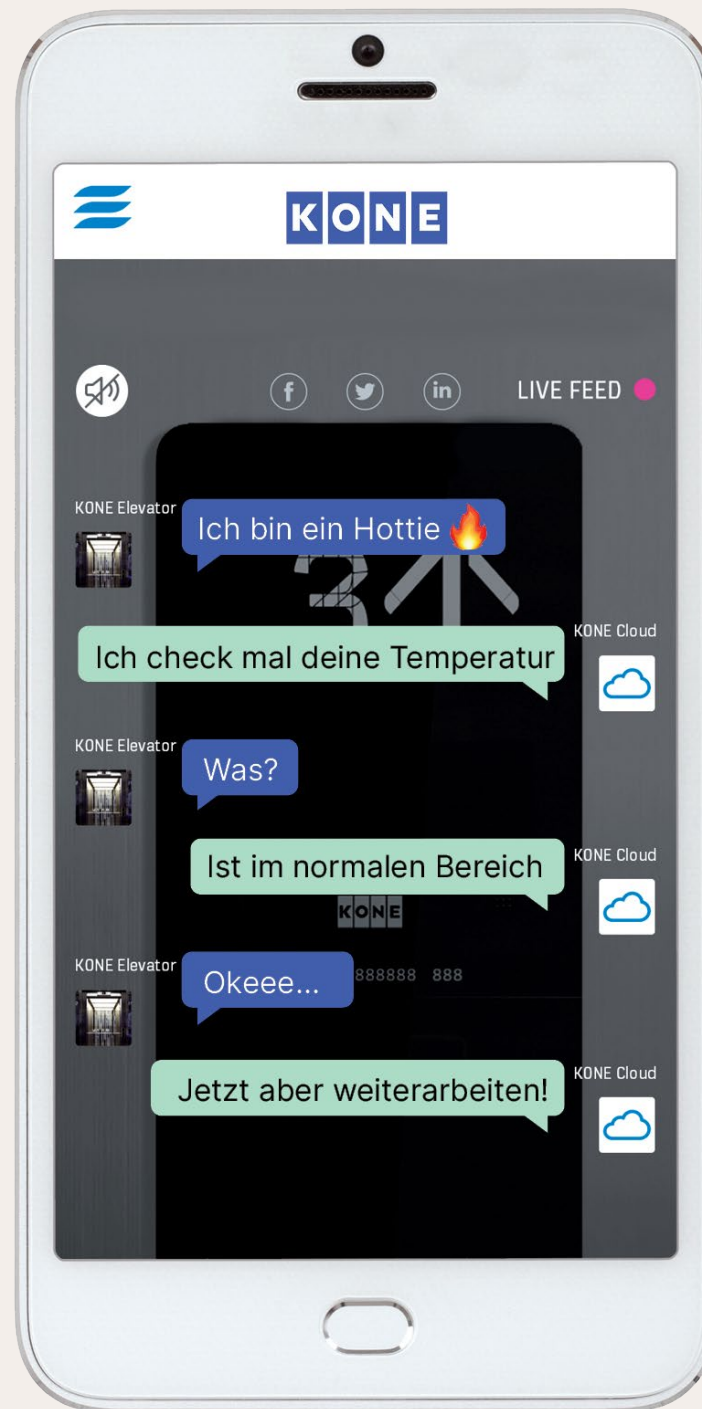 KONE
LIVE FEED
KONE Elevator
Ich bin ein Hottie 🔥
3
KONE Cloud
Ich check mal deine Temperatur
KONE Elevator
Was?
KONE Cloud
Ist im normalen Bereich
KONE
KONE Elevator
Okeee...
888888 888
KONE Cloud
Jetzt aber weiterarbeiten!